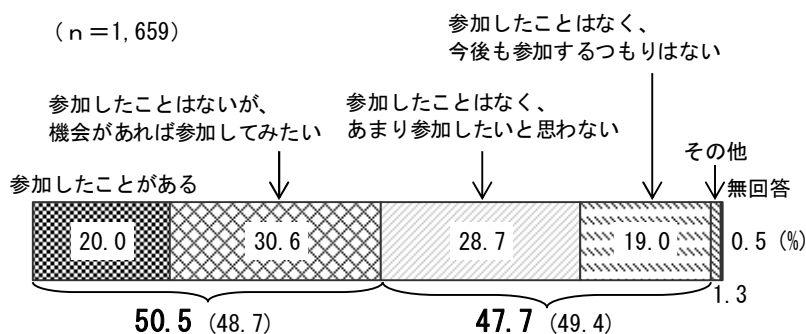 (n=1,659)
参加したことはなく、
今後も参加するつもりはない
参加したことはないが、
機会があれば参加してみたい
参加したことはなく、
あまり参加したいと思わない
その他
参加したことがある
無回答
20.0
30.6
28.7
19.0
0.5 (%)
1.3
50.5 (48.7)
47.7 (49.4)